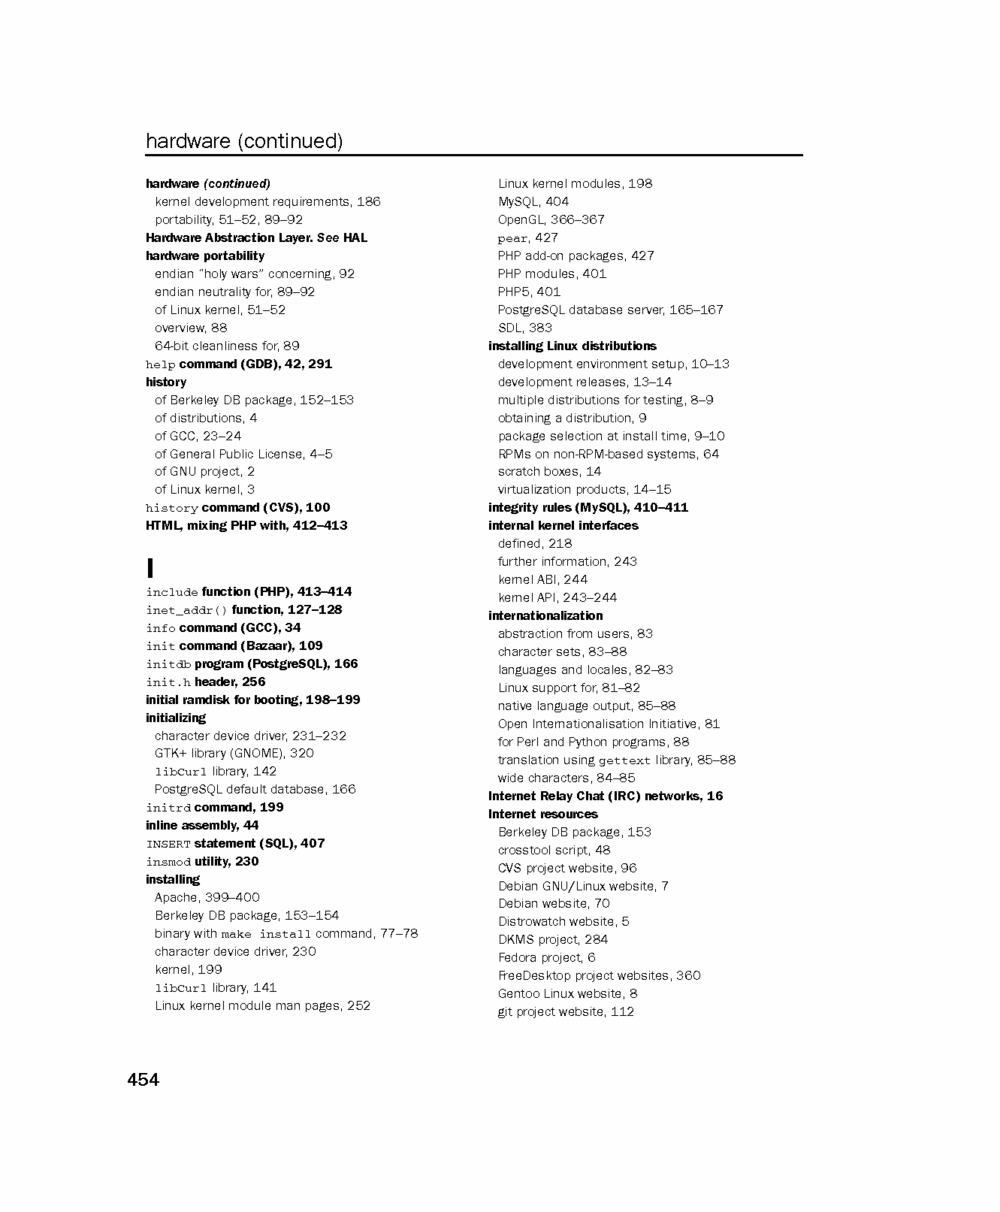 hardware (continued)
hardware (continued)
kernel development requirements, 186
portability, 51–52, 89–92
Hardware Abstraction Layer. See HAL
hardware portability
endian “holy wars” concerning, 92
endian neutrality for, 89–92
of Linux kernel, 51–52
overview, 88
64-bit cleanliness for, 89
help command (GDB), 42, 291
history
of Berkeley DB package, 152–153
of distributions, 4
of GCC, 23–24
of General Public License, 4–5
of GNU project, 2
of Linux kernel, 3
history command (CVS), 100
HTML, mixing PHP with, 412–413
I
include function (PHP), 413–414
inet_addr() function, 127–128
info command (GCC), 34
init command (Bazaar), 109
initdb program (PostgreSQL), 166
init.h header, 256
initial ramdisk for booting, 198–199
initializing
character device driver, 231–232
GTK+ library (GNOME), 320
libCurl library, 142
PostgreSQL default database, 166
initrd command, 199
inline assembly, 44
INSERT statement (SQL), 407
insmod utility, 230
installing
Apache, 399–400
Berkeley DB package, 153–154
binary with make install command, 77–78
character device driver, 230
kernel, 199
libCurl library, 141
Linux kernel module man pages, 252
Linux kernel modules, 198
MySQL, 404
OpenGL, 366–367
pear, 427
PHP add-on packages, 427
PHP modules, 401
PHP5, 401
PostgreSQL database server, 165–167
SDL, 383
installing Linux distributions
development environment setup, 10–13
development releases, 13–14
multiple distributions for testing, 8–9
obtaining a distribution, 9
package selection at install time, 9–10
RPMs on non-RPM-based systems, 64
scratch boxes, 14
virtualization products, 14–15
integrity rules (MySQL), 410–411
internal kernel interfaces
defined, 218
further information, 243
kernel ABI, 244
kernel API, 243–244
internationalization
abstraction from users, 83
character sets, 83–88
languages and locales, 82–83
Linux support for, 81–82
native language output, 85–88
Open Internationalisation Initiative, 81
for Perl and Python programs, 88
translation using gettext library, 85–88
wide characters, 84–85
Internet Relay Chat (IRC) networks, 16
Internet resources
Berkeley DB package, 153
crosstool script, 48
CVS project website, 96
Debian GNU/Linux website, 7
Debian website, 70
Distrowatch website, 5
DKMS project, 284
Fedora project, 6
FreeDesktop project websites, 360
Gentoo Linux website, 8
git project website, 112
454